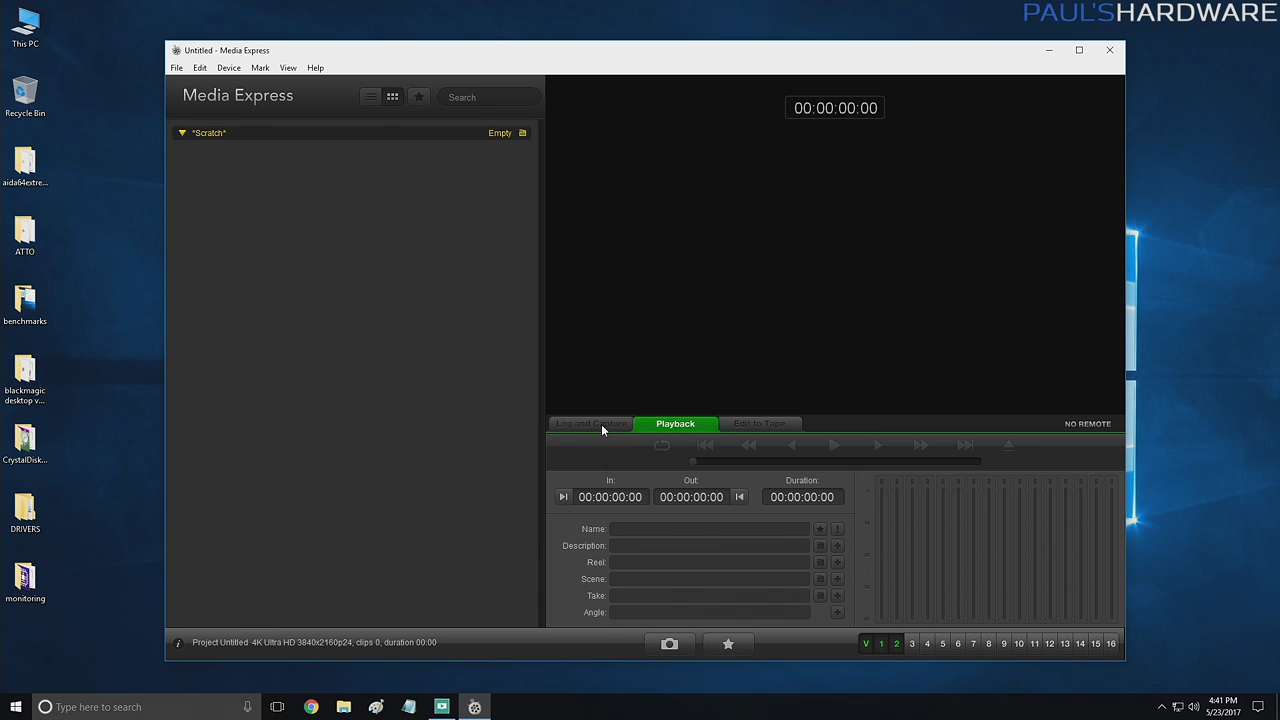 PAUL'SHARDWARE
This PC
Recycle Bin
aida64extre...
ATTO
benchmarks
blackmagic
desktop v...
CrystalDisk...
DRIVERS
monitoring
Untitled - Media Express
File Edit Device Mark View Help
Media Express
Search
*Scratch* Empty
00:00:00:00
Log and Capture Playback Edit to Tape NO REMOTE
In: Out: Duration:
00:00:00:00 00:00:00:00 00:00:00:00
Name:
Description:
Reel:
Scene:
Take:
Angle:
Project Untitled 4K Ultra HD 3840x2160p24, clips 0, duration 00:00
V 1 2 3 4 5 6 7 8 9 10 11 12 13 14 15 16
Type here to search
4:41 PM
5/23/2017